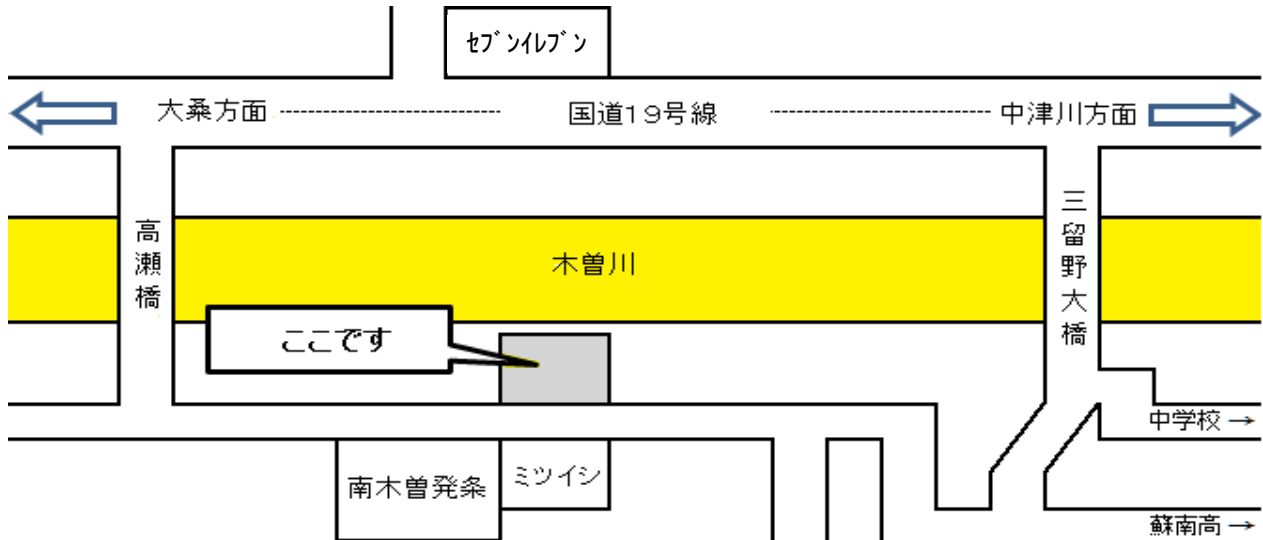 ｾﾌﾞﾝｲﾚﾌﾞﾝ
大桑方面
国道19号線
中津川方面
高瀬橋
三留野大橋
木曽川
ここです
中学校→
南木曽発条
ミツイシ
蘇南高→